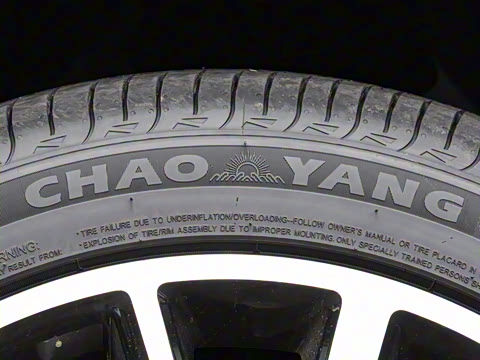 CHAO YANG
WARNING: • TIRE FAILURE DUE TO UNDERINFLATION/OVERLOADING--FOLLOW OWNER'S MANUAL OR TIRE PLACARD IN
RESULT FROM: • EXPLOSION OF TIRE/RIM ASSEMBLY DUE TO IMPROPER MOUNTING. ONLY SPECIALLY TRAINED PERSONS